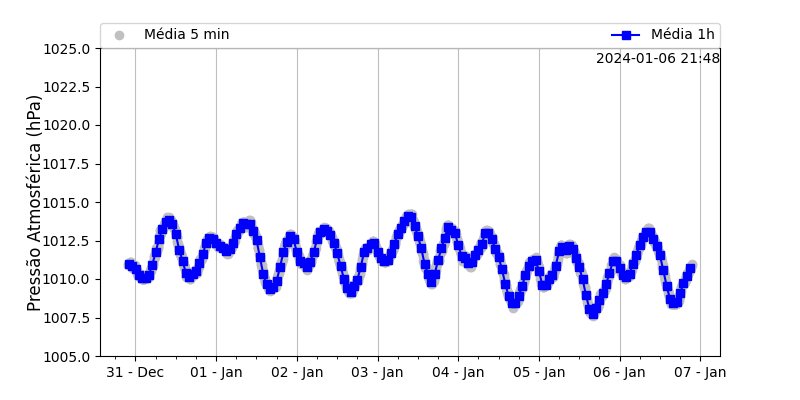 Média 5 min
Média 1h
2024-01-06 21:48
Pressão Atmosférica (hPa)
1025.0
1022.5
1020.0
1017.5
1015.0
1012.5
1010.0
1007.5
1005.0
31 - Dec
01 - Jan
02 - Jan
03 - Jan
04 - Jan
05 - Jan
06 - Jan
07 - Jan